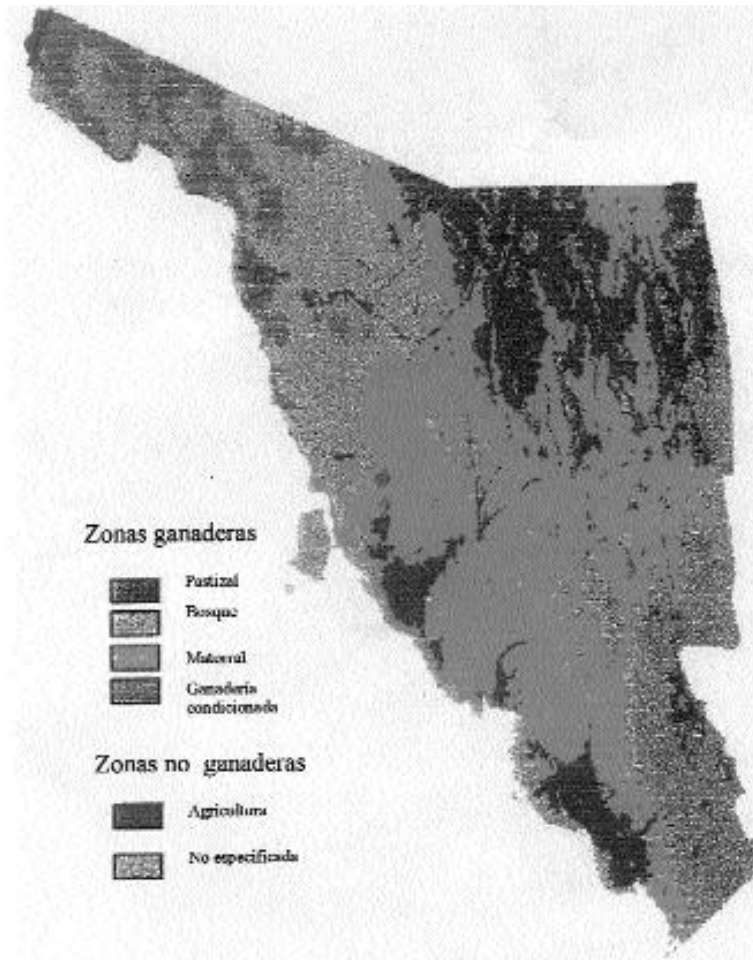 Zonas ganaderas
Pastizal
Bosque
Matorral
Ganadería
condicionada
Zonas no ganaderas
Agricultura
No especificada